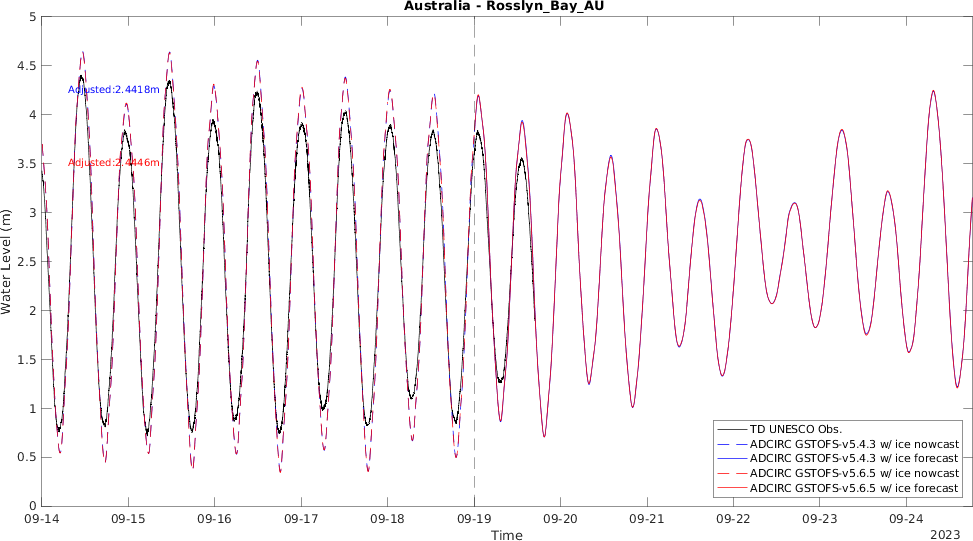 Australia - Rosslyn_Bay_AU
5
4.5
4
3.5
3
2.5
2
1.5
1
0.5
0
Water Level (m)
Adjusted:2.4418m
Adjusted:2.4446m
TD UNESCO Obs.
ADCIRC GSTOFS-v5.4.3 w/ ice nowcast
ADCIRC GSTOFS-v5.4.3 w/ ice forecast
ADCIRC GSTOFS-v5.6.5 w/ ice nowcast
ADCIRC GSTOFS-v5.6.5 w/ ice forecast
09-14 09-15 09-16 09-17 09-18 09-19 09-20 09-21 09-22 09-23 09-24
Time
2023